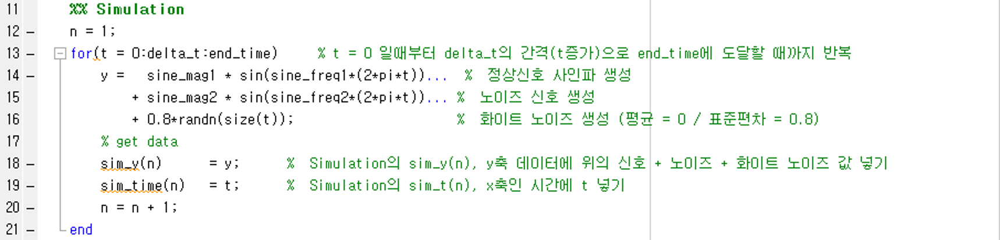 11 %% Simulation
12 – n = 1;
13 – for(t = 0:delta_t:end_time) % t = 0 일때부터 delta_t의 간격(t증가)으로 end_time에 도달할 때까지 반복
14 – y = sine_mag1 * sin(sine_freq1*(2*pi*t))... % 정상신호 사인파 생성
15 + sine_mag2 * sin(sine_freq2*(2*pi*t))... % 노이즈 신호 생성
16 + 0.8*randn(size(t)); % 화이트 노이즈 생성 (평균 = 0 / 표준편차 = 0.8)
17 % get data
18 – sim_y(n) = y; % Simulation의 sim_y(n), y축 데이터에 위의 신호 + 노이즈 + 화이트 노이즈 값 넣기
19 – sim_time(n) = t; % Simulation의 sim_t(n), x축인 시간에 t 넣기
20 – n = n + 1;
21 – end